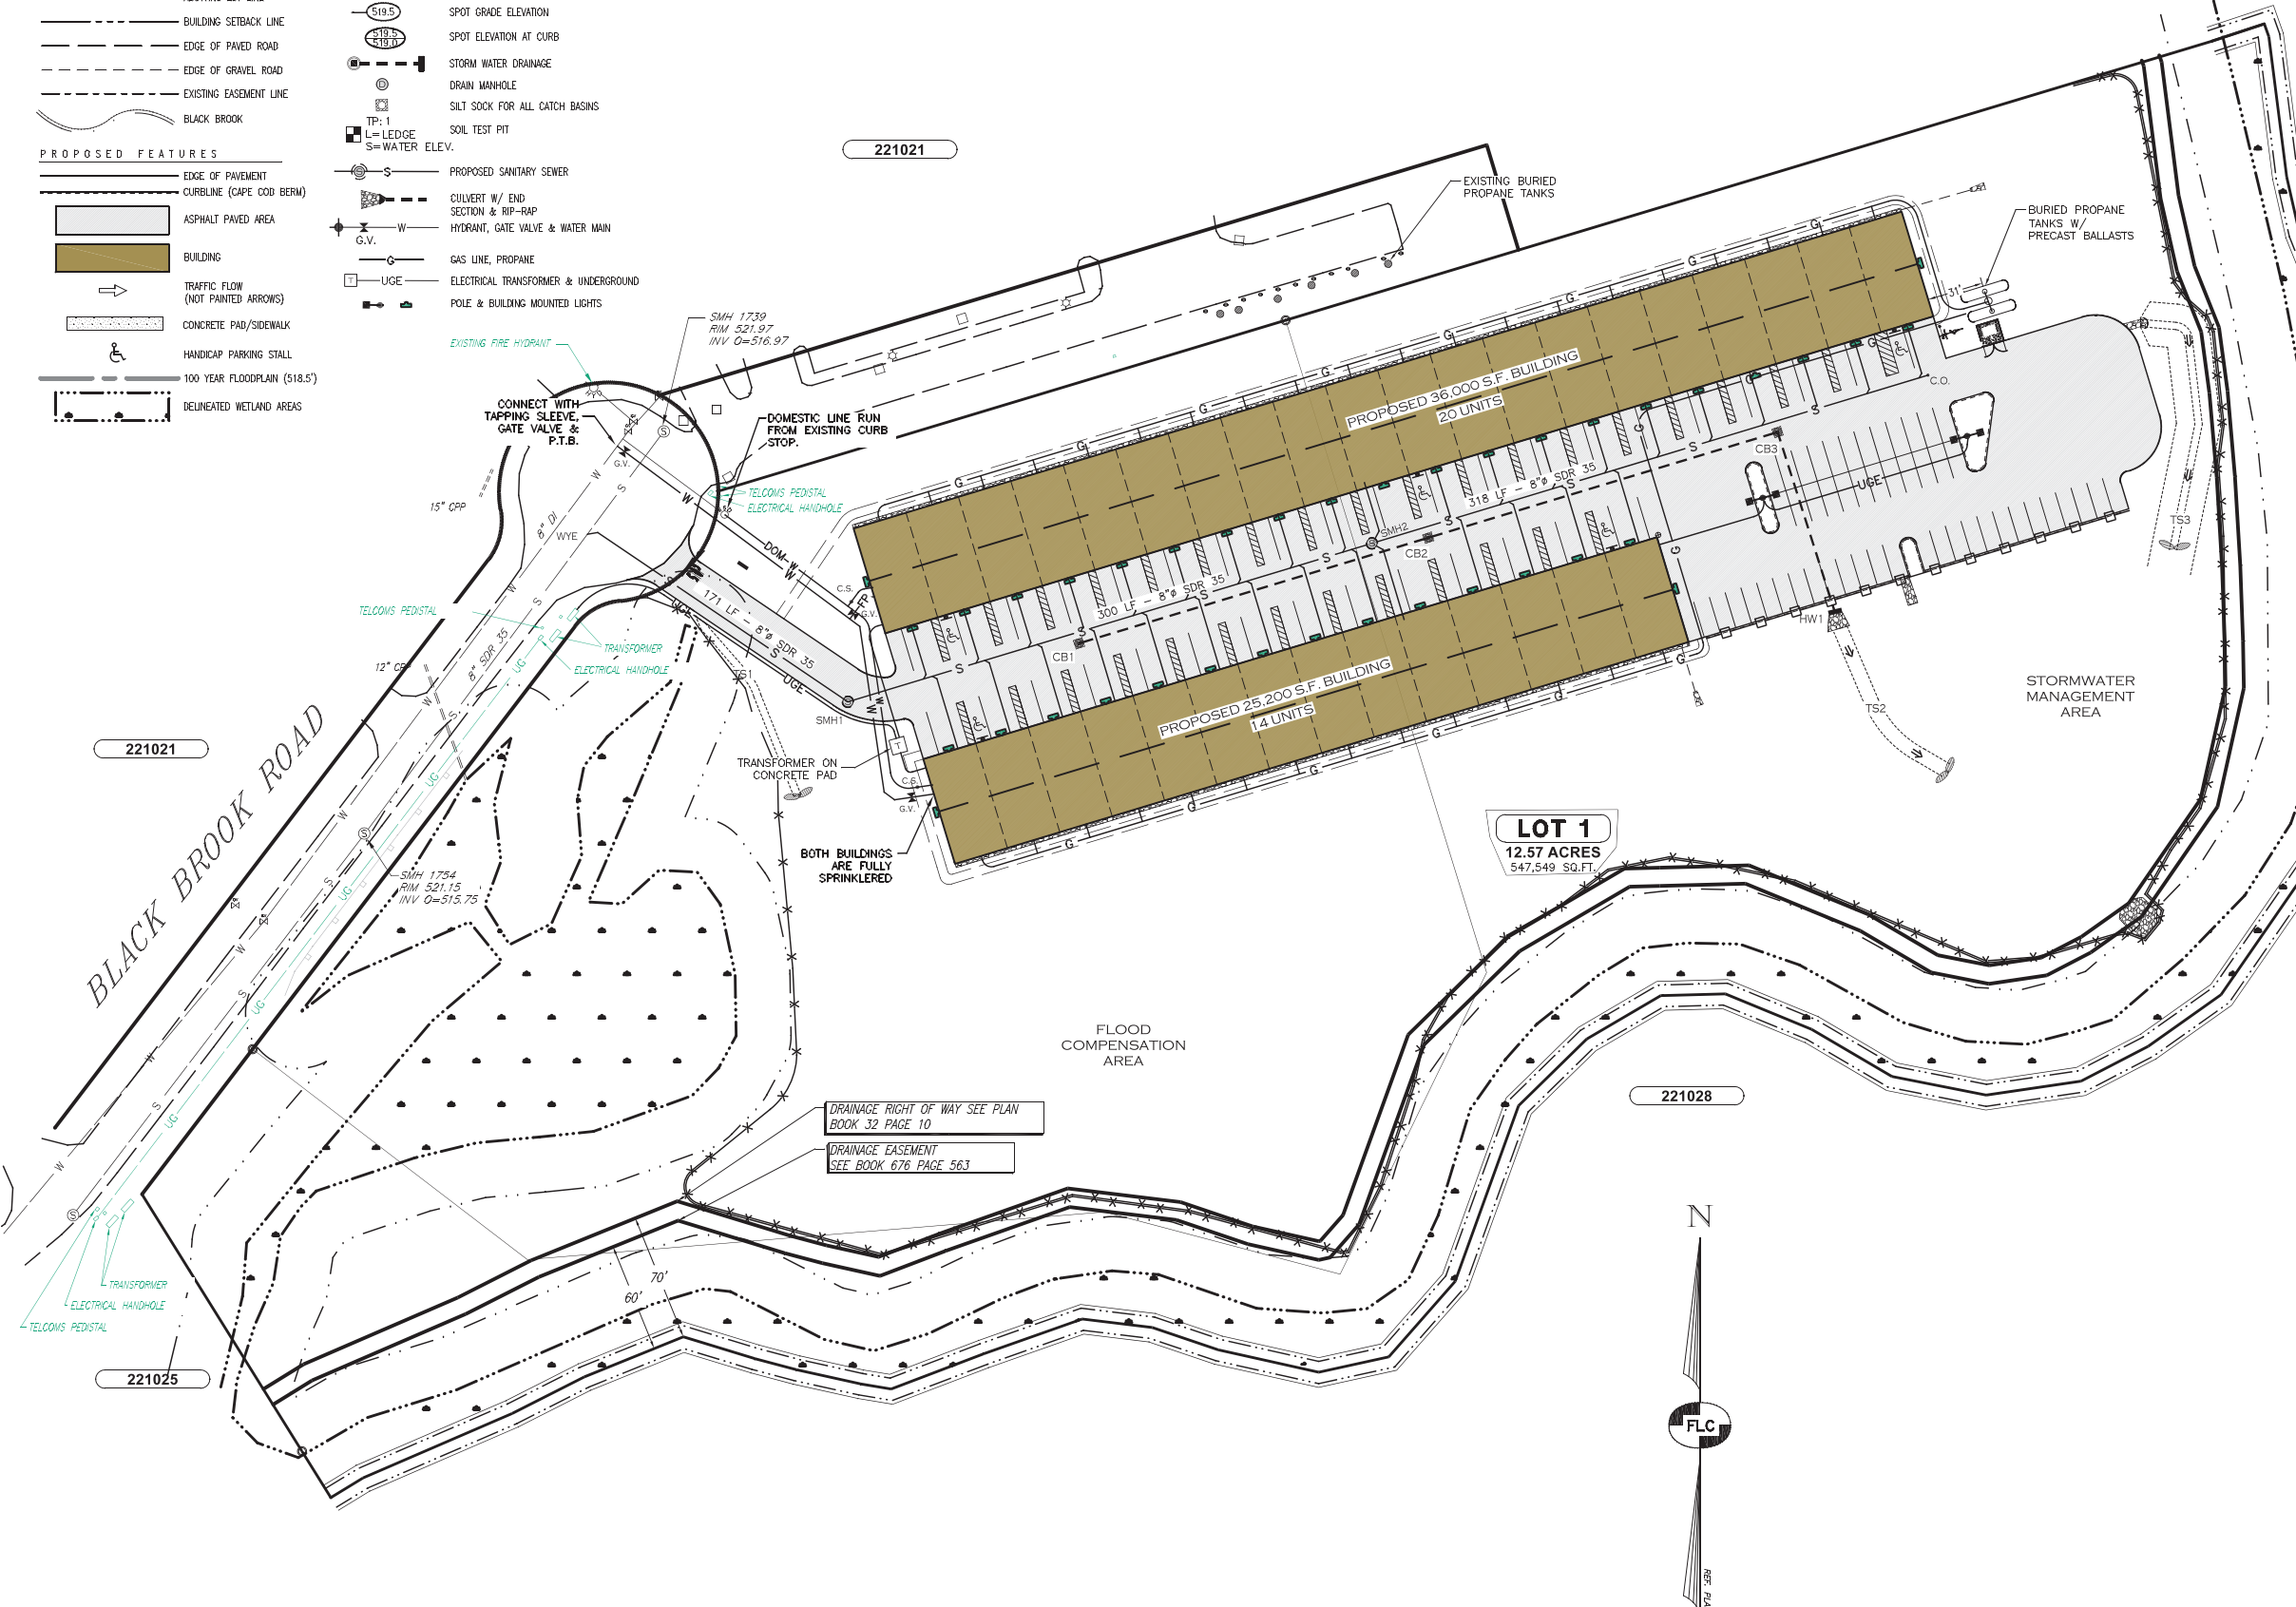 BUILDING SETBACK LINE
EDGE OF PAVED ROAD
EDGE OF GRAVEL ROAD
EXISTING EASEMENT LINE
BLACK BROOK
PROPOSED FEATURES
EDGE OF PAVEMENT
CURBLINE (CAPE COD BERM)
ASPHALT PAVED AREA
BUILDING
TRAFFIC FLOW
(NOT PAINTED ARROWS)
CONCRETE PAD/SIDEWALK
HANDICAP PARKING STALL
100 YEAR FLOODPLAIN (518.5')
DELINEATED WETLAND AREAS
519.5
SPOT GRADE ELEVATION
519.5
519.0
SPOT ELEVATION AT CURB
STORM WATER DRAINAGE
DRAIN MANHOLE
SILT SOCK FOR ALL CATCH BASINS
TP: 1
L=LEDGE
S=WATER ELEV.
SOIL TEST PIT
S
S
PROPOSED SANITARY SEWER
CULVERT W/ END
SECTION & RIP-RAP
W
G.V.
HYDRANT, GATE VALVE & WATER MAIN
G
GAS LINE, PROPANE
T
UGE
ELECTRICAL TRANSFORMER & UNDERGROUND
POLE & BUILDING MOUNTED LIGHTS
221021
EXISTING BURIED
PROPANE TANKS
BURIED PROPANE
TANKS W/
PRECAST BALLASTS
31'
SMH 1739
RIM 521.97
INV O=516.97
EXISTING FIRE HYDRANT
CONNECT WITH
TAPPING SLEEVE,
GATE VALVE &
P.T.B.
G.V.
DOMESTIC LINE RUN
FROM EXISTING CURB
STOP.
TELCOMS PEDISTAL
ELECTRICAL HANDHOLE
15" CPP
8" DI
WYE
DOM
W
C.S.
FP
G.V.
PROPOSED 36,000 S.F. BUILDING
20 UNITS
C.O.
CB3
UGE
318 LF - 8"ø SDR 35
SMH2
CB2
TS3
300 LF - 8"ø SDR 35
CB1
HW1
171 LF - 8"ø SDR 35
UGE
UGE
TS1
SMH1
TELCOMS PEDISTAL
TRANSFORMER
ELECTRICAL HANDHOLE
8" SDR 35
UG
PROPOSED 25,200 S.F. BUILDING
14 UNITS
TS2
STORMWATER
MANAGEMENT
AREA
221021
BLACK BROOK ROAD
T
TRANSFORMER ON
CONCRETE PAD
C.S.
G.V.
BOTH BUILDINGS
ARE FULLY
SPRINKLERED
LOT 1
12.57 ACRES
547,549 SQ.FT.
SMH 1754
RIM 521.15
INV O=515.75
FLOOD
COMPENSATION
AREA
221028
DRAINAGE RIGHT OF WAY SEE PLAN
BOOK 32 PAGE 10
DRAINAGE EASEMENT
SEE BOOK 676 PAGE 563
70'
60'
TRANSFORMER
ELECTRICAL HANDHOLE
TELCOMS PEDISTAL
221025
N
FLC